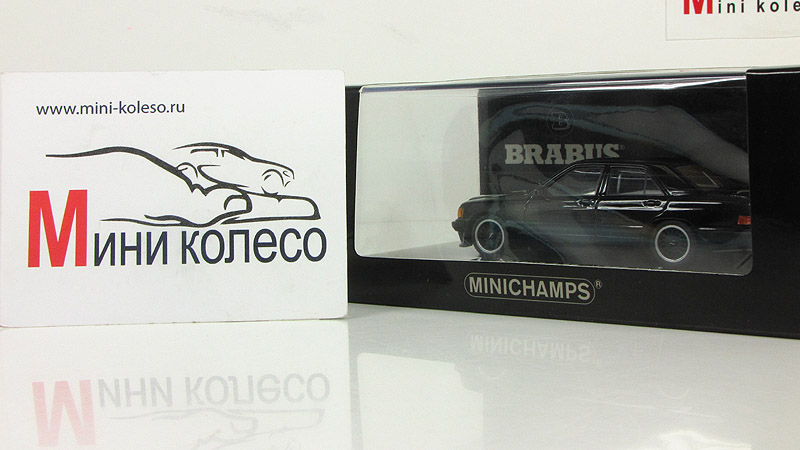 Mini kole
www.mini-koleso.ru
Мини колесо
B
BRABUS
MINICHAMPS®